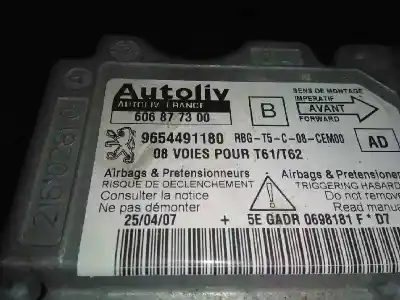 Autoliv
AUTOLIV FRANCE
606 87 73 00
B
SENS DE MONTAGE
IMPERATIF
AVANT
FORWARD
9654491180 RBG-T5-C-08-CEM00
AD
08 VOIES POUR T61/T62
Airbags & Pretensionneurs
RISQUE DE DECLENCHEMENT
Consulter la notice
Ne pas démonter
Airbags & Pretensioners
TRIGGERING HASARD
Do not remove
Read manua
25/04/07 + 5E GADR 0698181 F * D7